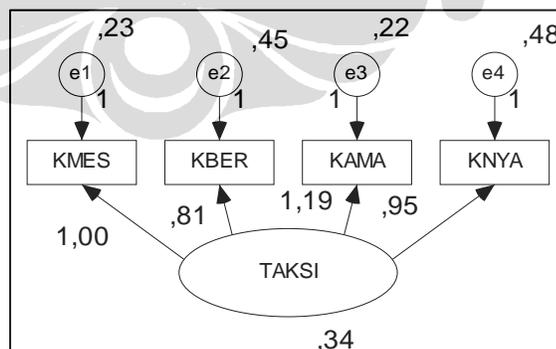 ,23 ,45 ,22 ,48
e1 e2 e3 e4
1 1 1 1
KMES KBER KAMA KNYA
1,00 ,81 1,19 ,95
TAKSI
,34